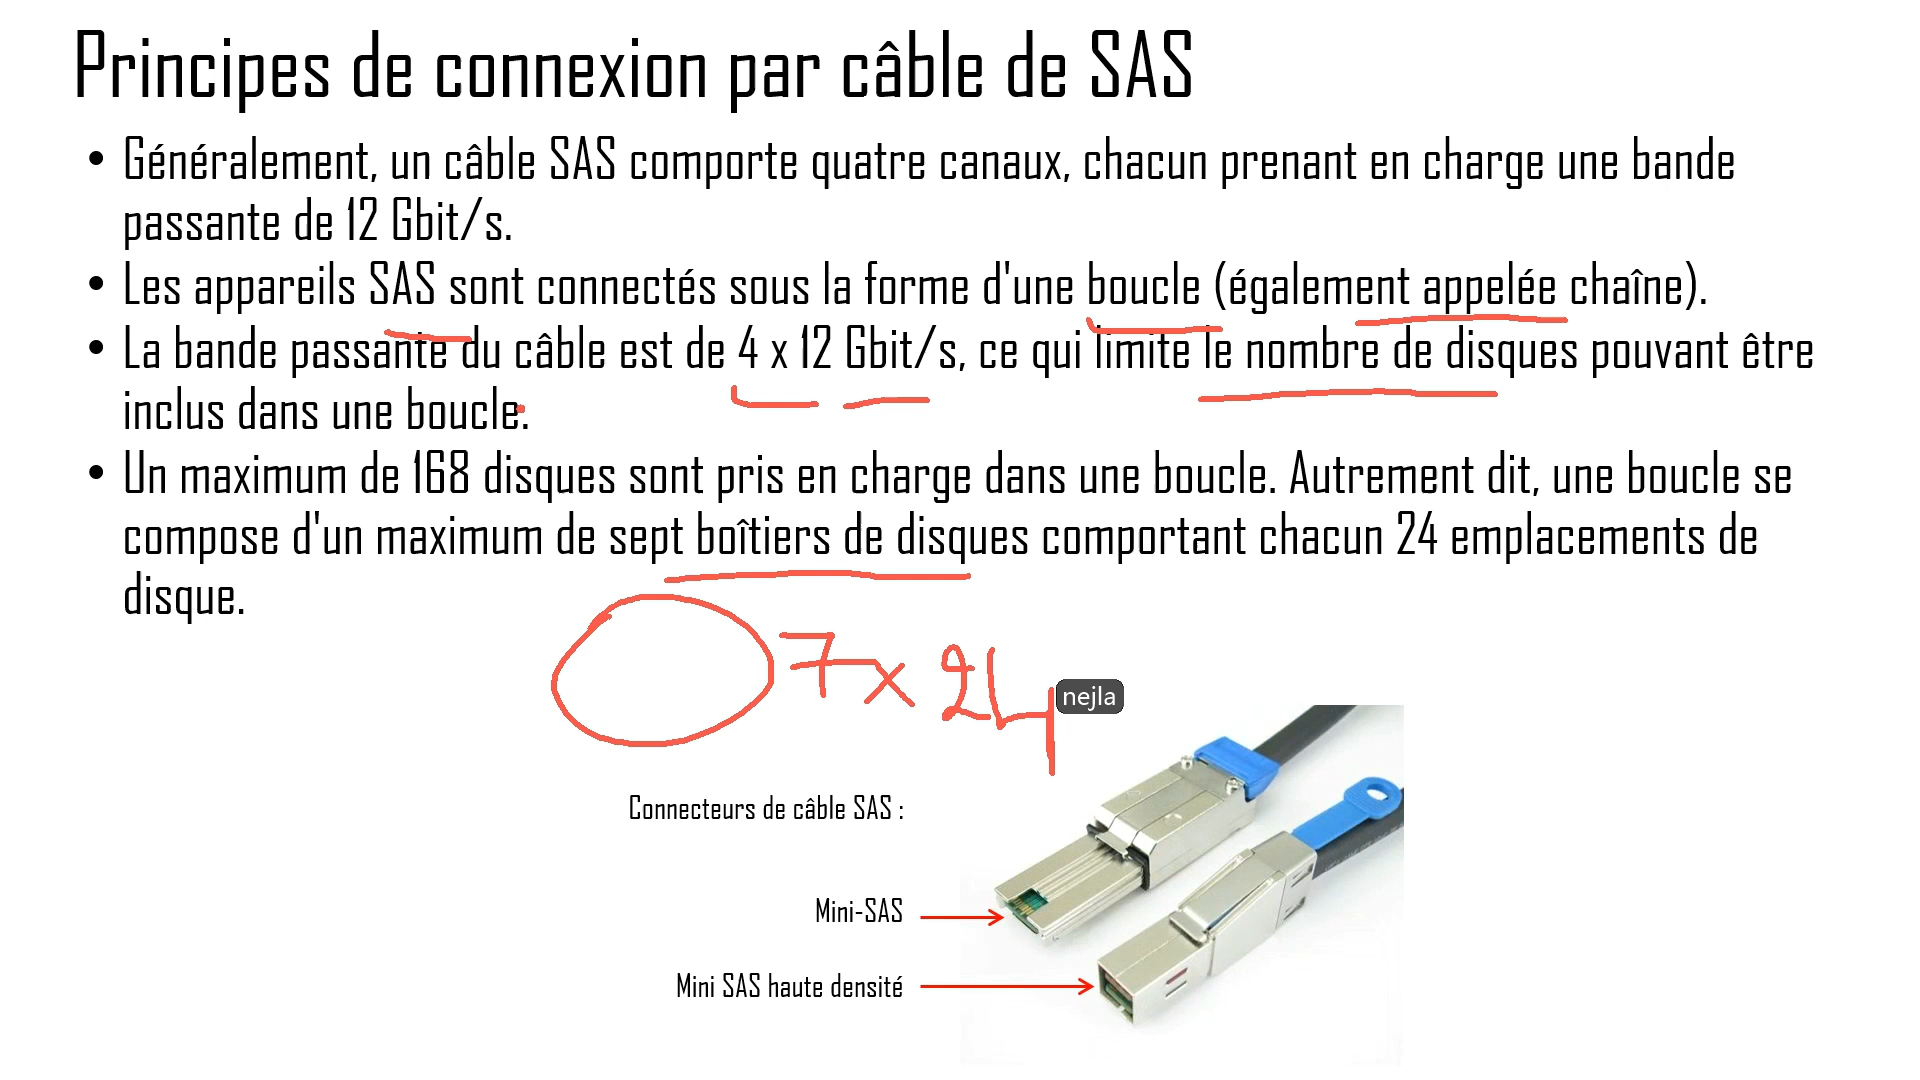 Principes de connexion par câble de SAS
• Généralement, un câble SAS comporte quatre canaux, chacun prenant en charge une bande
passante de 12 Gbit/s.
• Les appareils SAS sont connectés sous la forme d'une boucle (également appelée chaîne).
• La bande passante du câble est de 4 x 12 Gbit/s, ce qui limite le nombre de disques pouvant être
inclus dans une boucle.
• Un maximum de 168 disques sont pris en charge dans une boucle. Autrement dit, une boucle se
compose d'un maximum de sept boîtiers de disques comportant chacun 24 emplacements de
disque.
7 x 24
nejla
Connecteurs de câble SAS :
Mini-SAS
Mini SAS haute densité